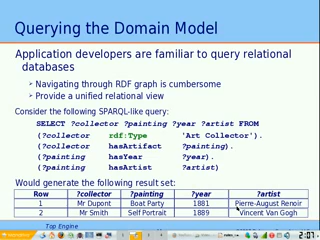 Querying the Domain Model
Application developers are familiar to query relational
databases
Navigating through RDF graph is cumbersome
Provide a unified relational view
Consider the following SPARQL-like query:
SELECT ?collector ?painting ?year ?artist FROM
(?collector rdf:Type 'Art Collector').
(?collector hasArtifact ?painting).
(?painting hasYear ?year).
(?painting hasArtist ?artist)
Would generate the following result set:
Row ?collector ?painting ?year ?artist
1 Mr Dupont Boat Party 1881 Pierre-August Renoir
2 Mr Smith Self Portrait 1889 Vincent Van Gogh
Top Engine
2:07